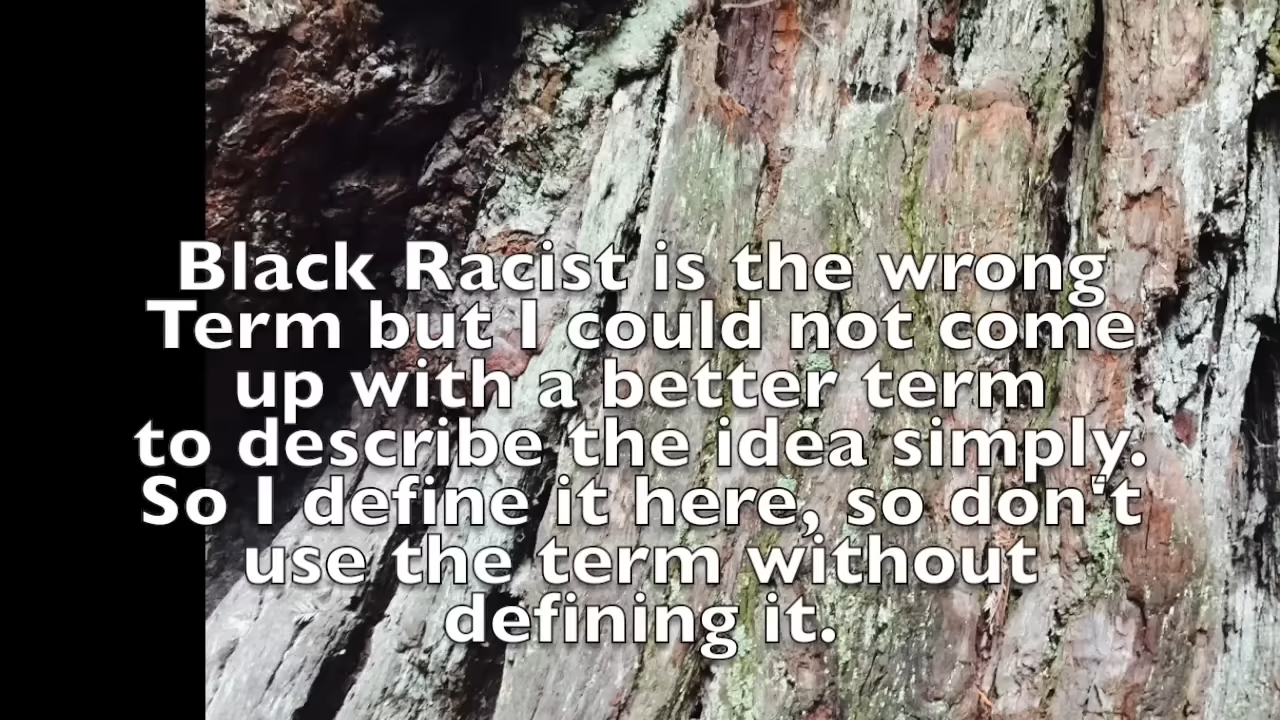 Black Racist is the wrong
Term but I could not come
up with a better term
to describe the idea simply.
So I define it here, so don't
use the term without
defining it.